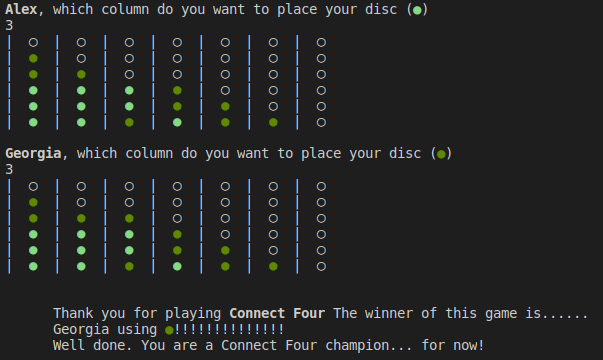 Alex, which column do you want to place your disc (●)
3
| ○ | ○ | ○ | ○ | ○ | ○ | ○
| ● | ○ | ○ | ○ | ○ | ○ | ○
| ● | ● | ○ | ○ | ○ | ○ | ○
| ● | ● | ● | ● | ○ | ○ | ○
| ● | ● | ● | ● | ● | ○ | ○
| ● | ● | ● | ● | ● | ● | ○
Georgia, which column do you want to place your disc (●)
3
| ○ | ○ | ○ | ○ | ○ | ○ | ○
| ● | ○ | ○ | ○ | ○ | ○ | ○
| ● | ● | ● | ○ | ○ | ○ | ○
| ● | ● | ● | ● | ○ | ○ | ○
| ● | ● | ● | ● | ● | ○ | ○
| ● | ● | ● | ● | ● | ● | ○
Thank you for playing Connect Four The winner of this game is......
Georgia using ●!!!!!!!!!!!!!!
Well done. You are a Connect Four champion... for now!